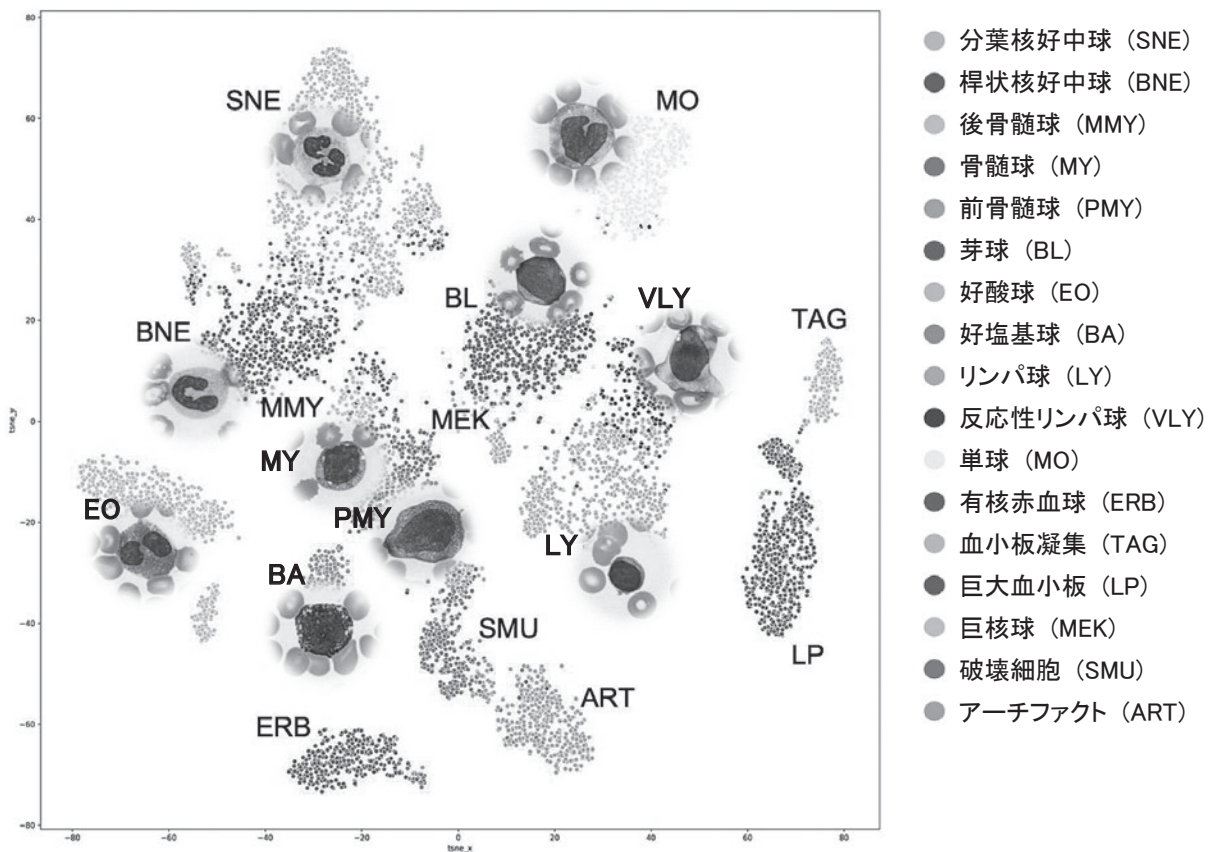 80
60
40
20
0
−20
−40
−60
−80
tsne_y
−80
−60
−40
−20
0
20
40
60
80
tsne_x
SNE
MO
BL
VLY
TAG
BNE
MMY
MEK
MY
EO
PMY
LY
BA
SMU
LP
ART
ERB
分葉核好中球（SNE）
桿状核好中球（BNE）
後骨髄球（MMY）
骨髄球（MY）
前骨髄球（PMY）
芽球（BL）
好酸球（EO）
好塩基球（BA）
リンパ球（LY）
反応性リンパ球（VLY）
単球（MO）
有核赤血球（ERB）
血小板凝集（TAG）
巨大血小板（LP）
巨核球（MEK）
破壊細胞（SMU）
アーチファクト（ART）